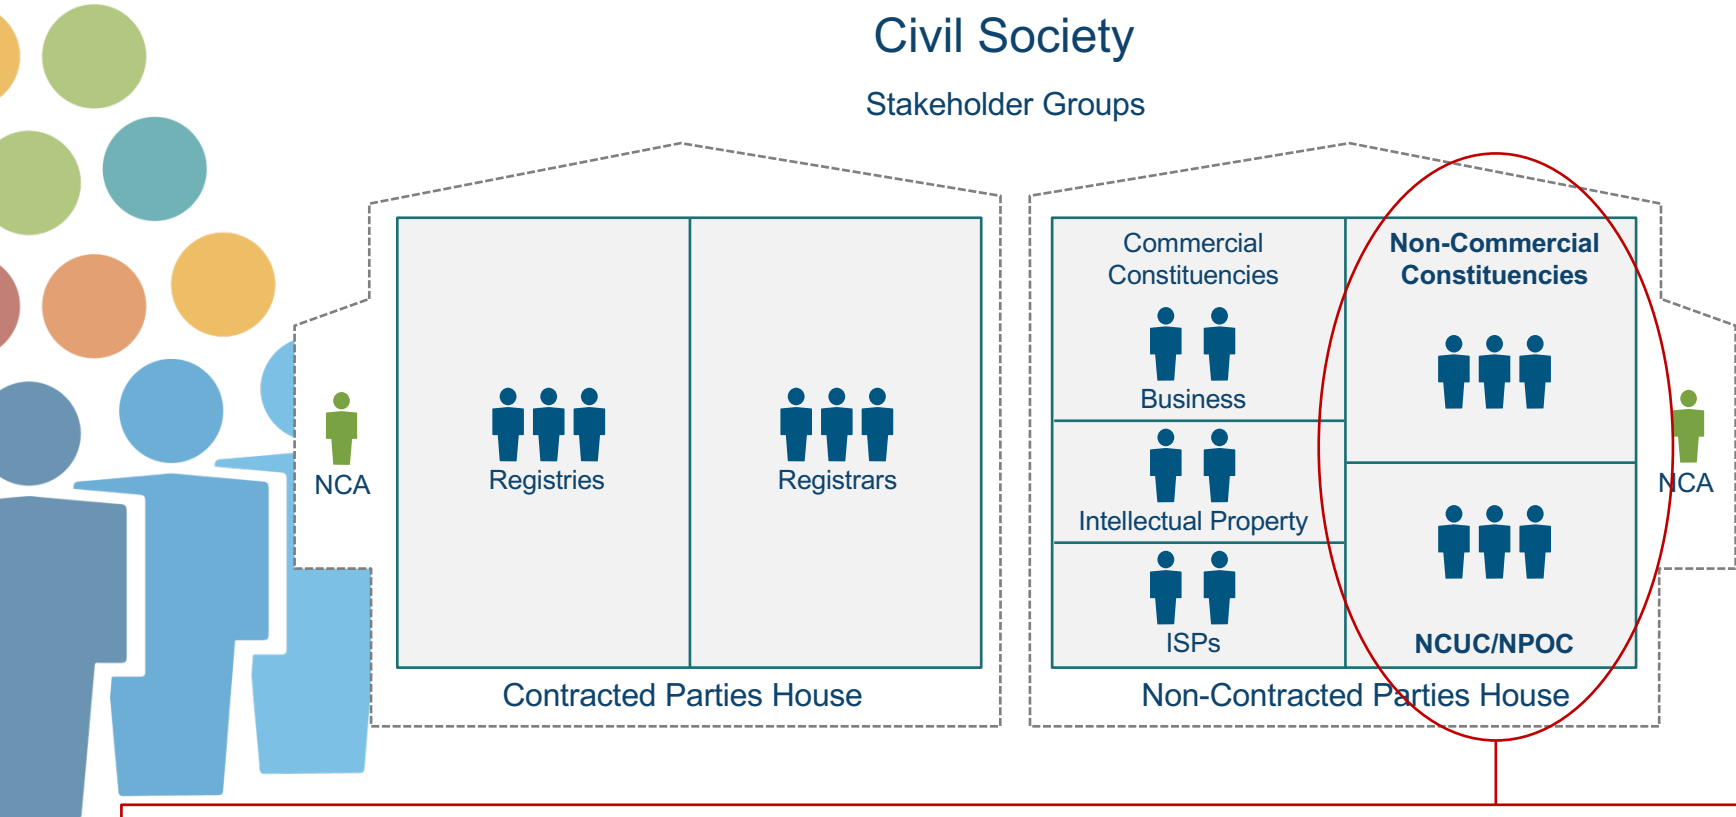 Civil Society
Stakeholder Groups
Commercial
Constituencies
Non-Commercial
Constituencies
Business
NCA
Registries
Registrars
NCA
Intellectual Property
ISPs
NCUC/NPOC
Contracted Parties House
Non-Contracted Parties House